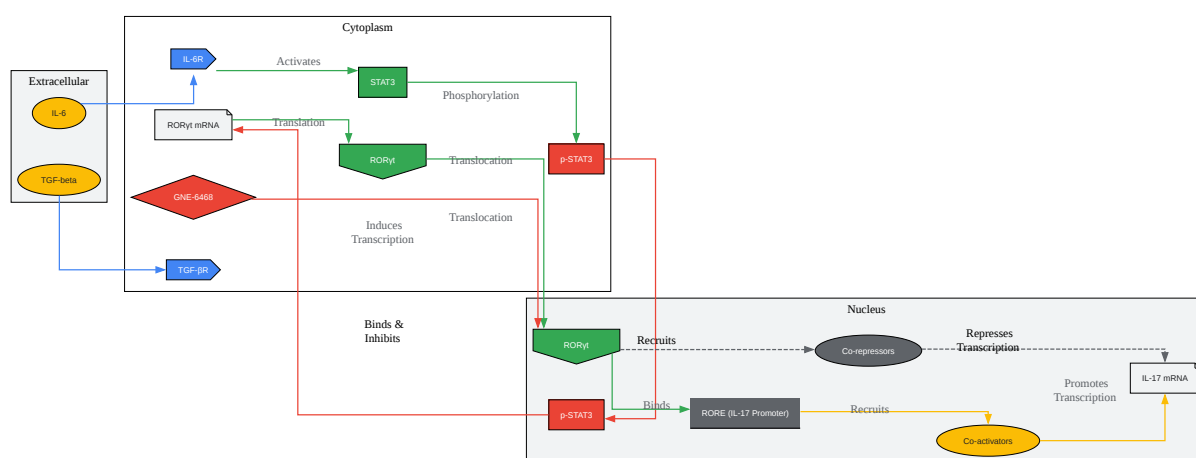 Cytoplasm
Extracellular
IL-6
TGF-beta
IL-6R
Activates
STAT3
Phosphorylation
RORγt mRNA
Translation
RORγt
Translocation
p-STAT3
GNE-6468
Translocation
Induces
Transcription
TGF-βR
Binds &
Inhibits
Nucleus
RORγt
Recruits
Co-repressors
Represses
Transcription
IL-17 mRNA
Promotes
Transcription
p-STAT3
Binds
RORE (IL-17 Promoter)
Recruits
Co-activators